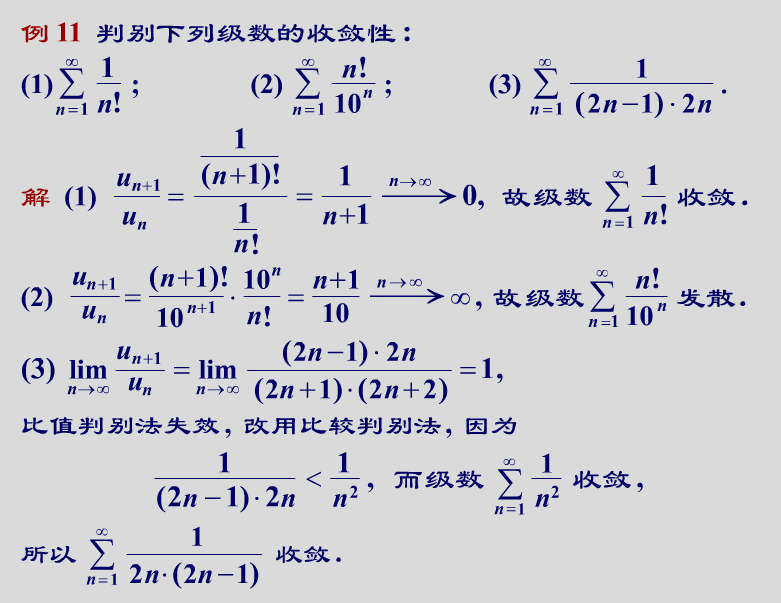 例 11 判别下列级数的收敛性：
(1) $\sum_{n=1}^{\infty} \frac{1}{n!}$ ; (2) $\sum_{n=1}^{\infty} \frac{n!}{10^n}$ ; (3) $\sum_{n=1}^{\infty} \frac{1}{(2n-1) \cdot 2n}$ .
解 (1) $\frac{u_{n+1}}{u_n} = \frac{\frac{1}{(n+1)!}}{\frac{1}{n!}} = \frac{1}{n+1} \xrightarrow{n \to \infty} 0$, 故级数 $\sum_{n=1}^{\infty} \frac{1}{n!}$ 收敛.
(2) $\frac{u_{n+1}}{u_n} = \frac{(n+1)!}{10^{n+1}} \cdot \frac{10^n}{n!} = \frac{n+1}{10} \xrightarrow{n \to \infty} \infty$, 故级数 $\sum_{n=1}^{\infty} \frac{n!}{10^n}$ 发散.
(3) $\lim_{n \to \infty} \frac{u_{n+1}}{u_n} = \lim_{n \to \infty} \frac{(2n-1) \cdot 2n}{(2n+1) \cdot (2n+2)} = 1$,
比值判别法失效, 改用比较判别法, 因为
$\frac{1}{(2n-1) \cdot 2n} < \frac{1}{n^2}$, 而级数 $\sum_{n=1}^{\infty} \frac{1}{n^2}$ 收敛,
所以 $\sum_{n=1}^{\infty} \frac{1}{2n \cdot (2n-1)}$ 收敛.